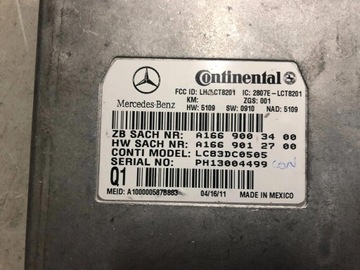 Continental
FCC ID: LHJLCT8201 IC: 2807E-LCT8201
Mercedes-Benz KM: ZGS: 001
HW: 5109 SW: 0910 NAD: 5109
ZB SACH NR: A166 900 34 00
HW SACH NR: A166 901 27 00
CONTI MODEL: LC83DC0505
SERIAL NO: PH13004499
Q1
MEID: A1000005878883 04/16/11 MADE IN MEXICO